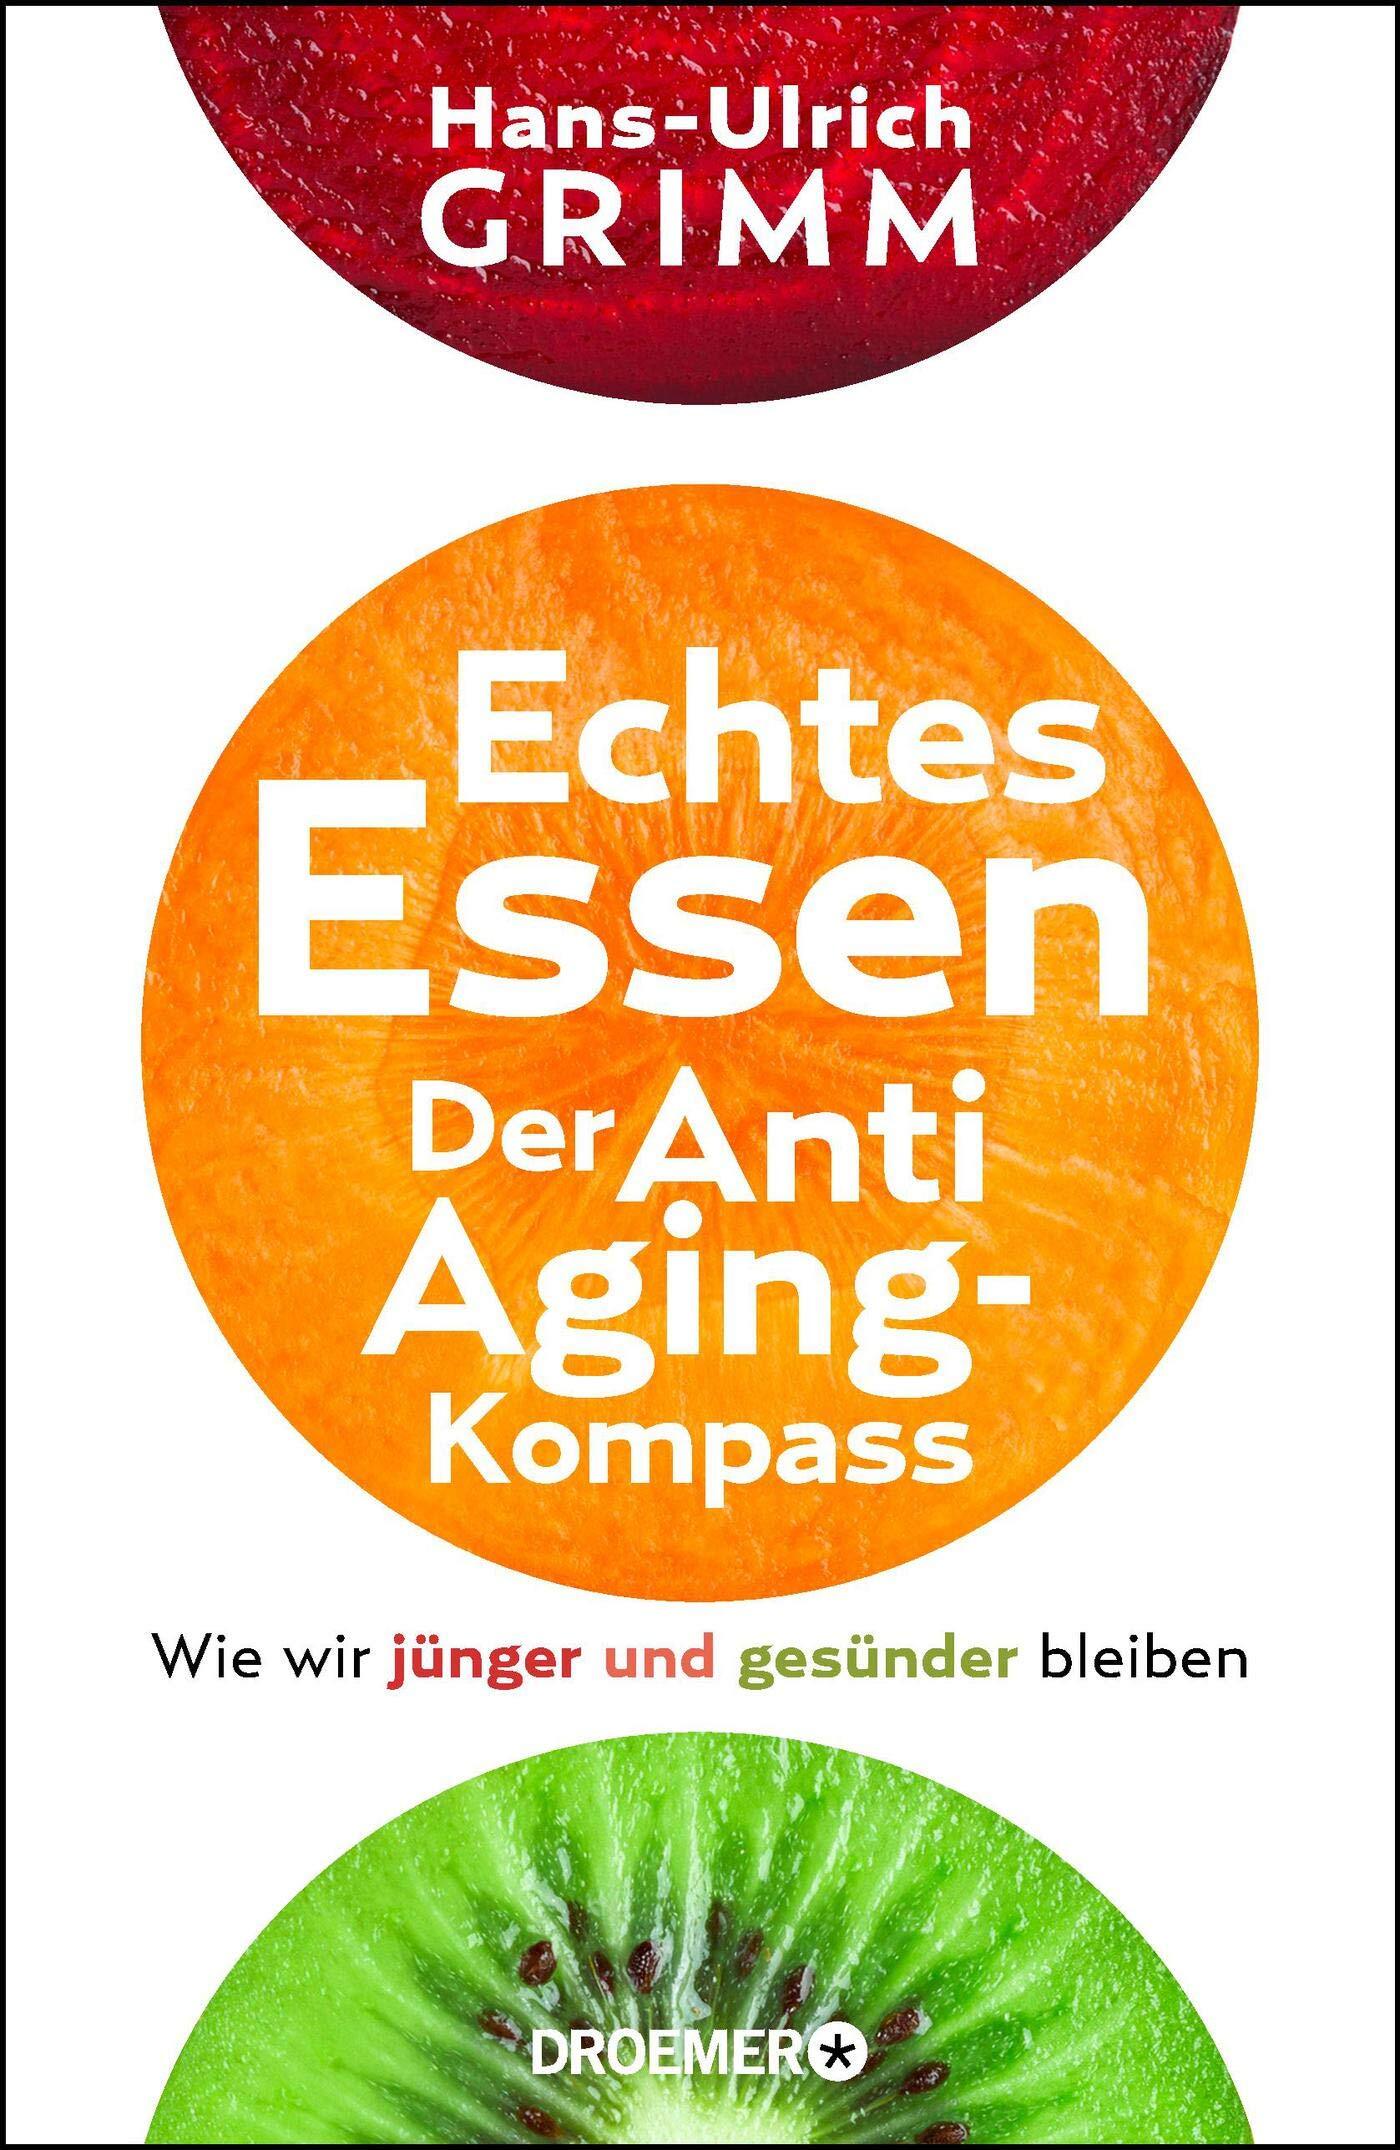 Hans-Ulrich
GRIMM
Echtes
Essen
Der Anti
Aging-
Kompass
Wie wir jünger und gesünder bleiben
DROEMER*